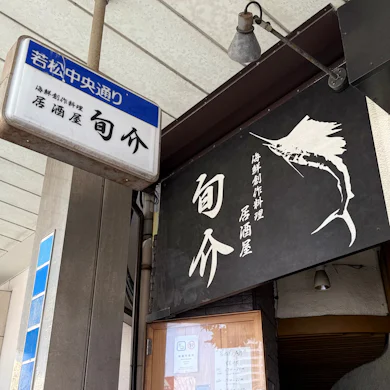 若松中央通り
海鮮創作料理
居酒屋 旬介
海鮮創作料理
居酒屋
旬介